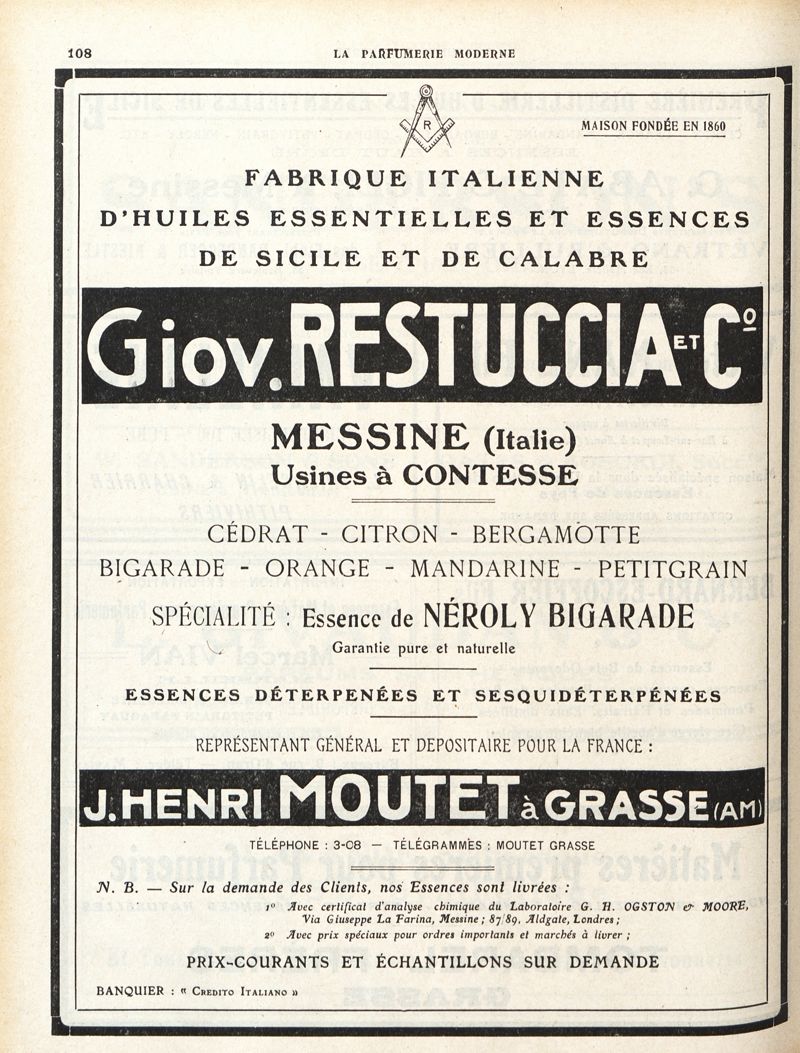 108
LA PARFUMERIE MODERNE
R
MAISON FONDÉE EN 1860
FABRIQUE ITALIENNE
D'HUILES ESSENTIELLES ET ESSENCES
DE SICILE ET DE CALABRE
Giov. RESTUCCIA ET Cº
MESSINE (Italie)
Usines à CONTESSE
CÉDRAT - CITRON - BERGAMOTTE
BIGARADE - ORANGE - MANDARINE - PETITGRAIN
SPÉCIALITÉ : Essence de NÉROLY BIGARADE
Garantie pure et naturelle
ESSENCES DÉTERPENÉES ET SESQUIDÉTERPÉNÉES
REPRÉSENTANT GÉNÉRAL ET DEPOSITAIRE POUR LA FRANCE :
J. HENRI MOUTET à GRASSE (AM)
TÉLÉPHONE : 3-08 — TÉLÉGRAMMES : MOUTET GRASSE
N. B. — Sur la demande des Clients, nos Essences sont livrées :
1º Avec certificat d'analyse chimique du Laboratoire G. H. OGSTON & MOORE,
Via Giuseppe La Farina, Messine ; 87/89, Aldgate, Londres ;
2º Avec prix spéciaux pour ordres importants et marchés à livrer ;
PRIX-COURANTS ET ÉCHANTILLONS SUR DEMANDE
BANQUIER : « CREDITO ITALIANO »